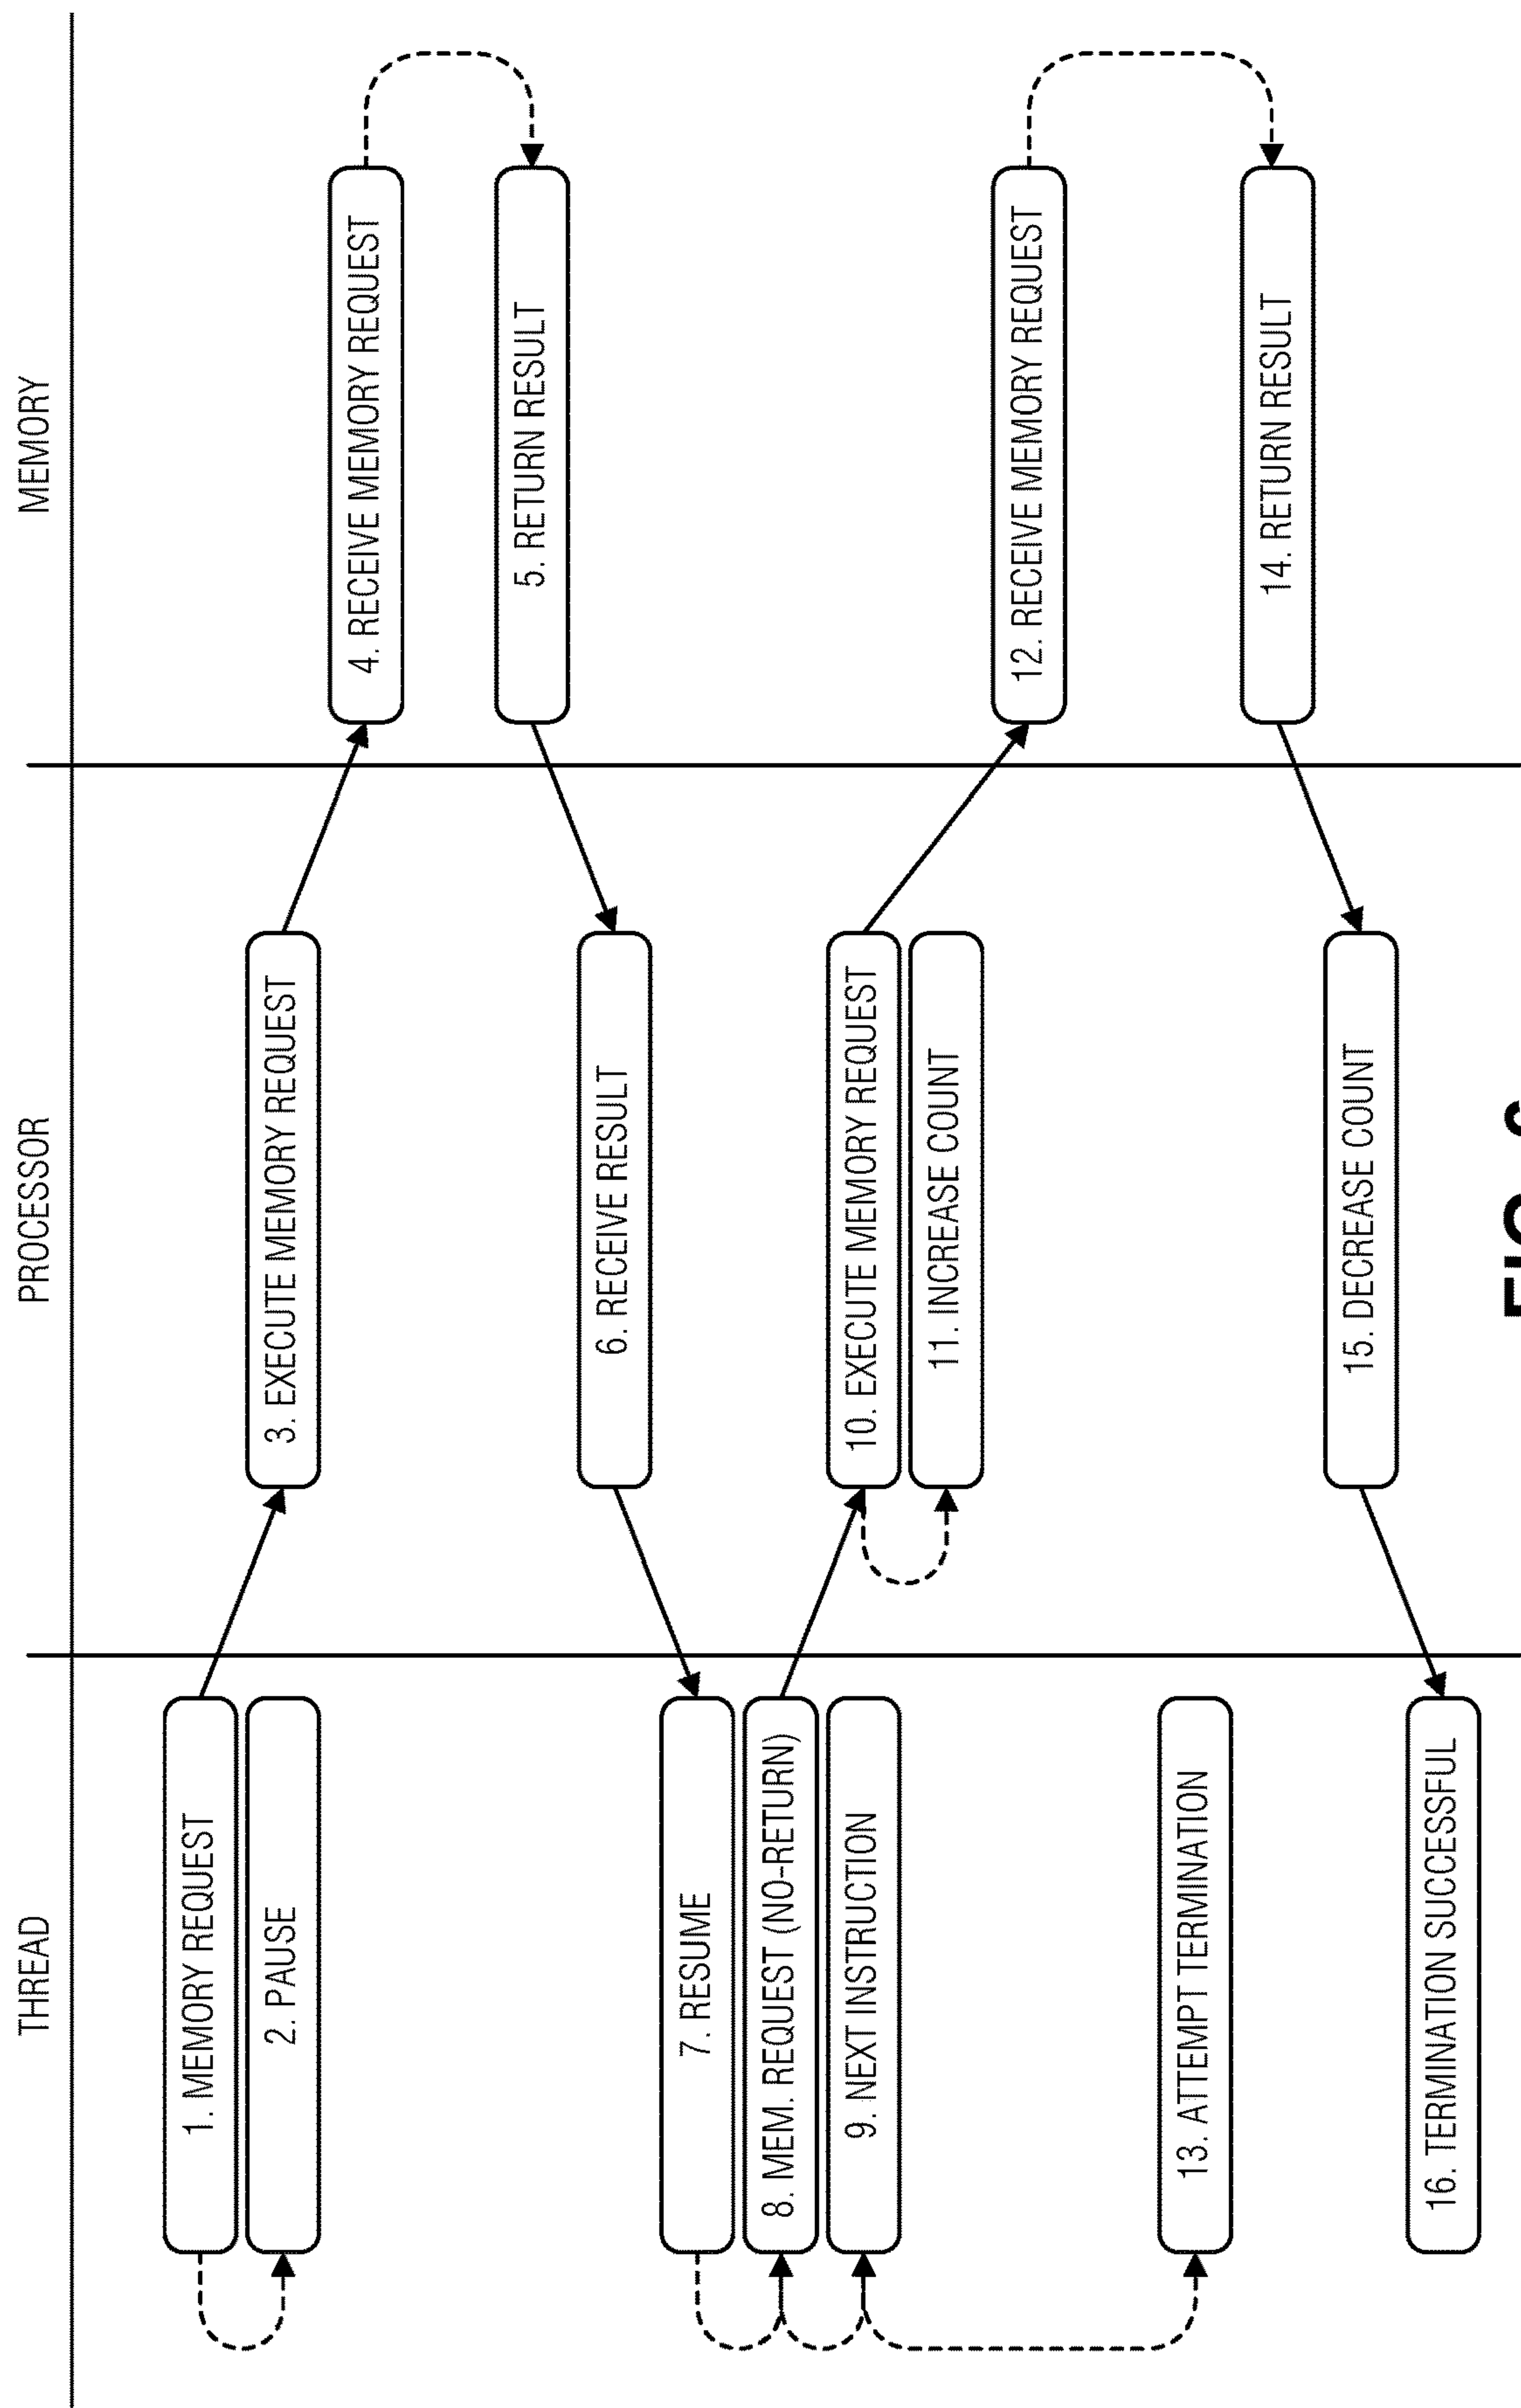 THREAD
PROCESSOR
MEMORY
1. MEMORY REQUEST
2. PAUSE
3. EXECUTE MEMORY REQUEST
4. RECEIVE MEMORY REQUEST
5. RETURN RESULT
6. RECEIVE RESULT
7. RESUME
8. MEM. REQUEST (NO-RETURN)
9. NEXT INSTRUCTION
10. EXECUTE MEMORY REQUEST
11. INCREASE COUNT
12. RECEIVE MEMORY REQUEST
13. ATTEMPT TERMINATION
14. RETURN RESULT
15. DECREASE COUNT
16. TERMINATION SUCCESSFUL